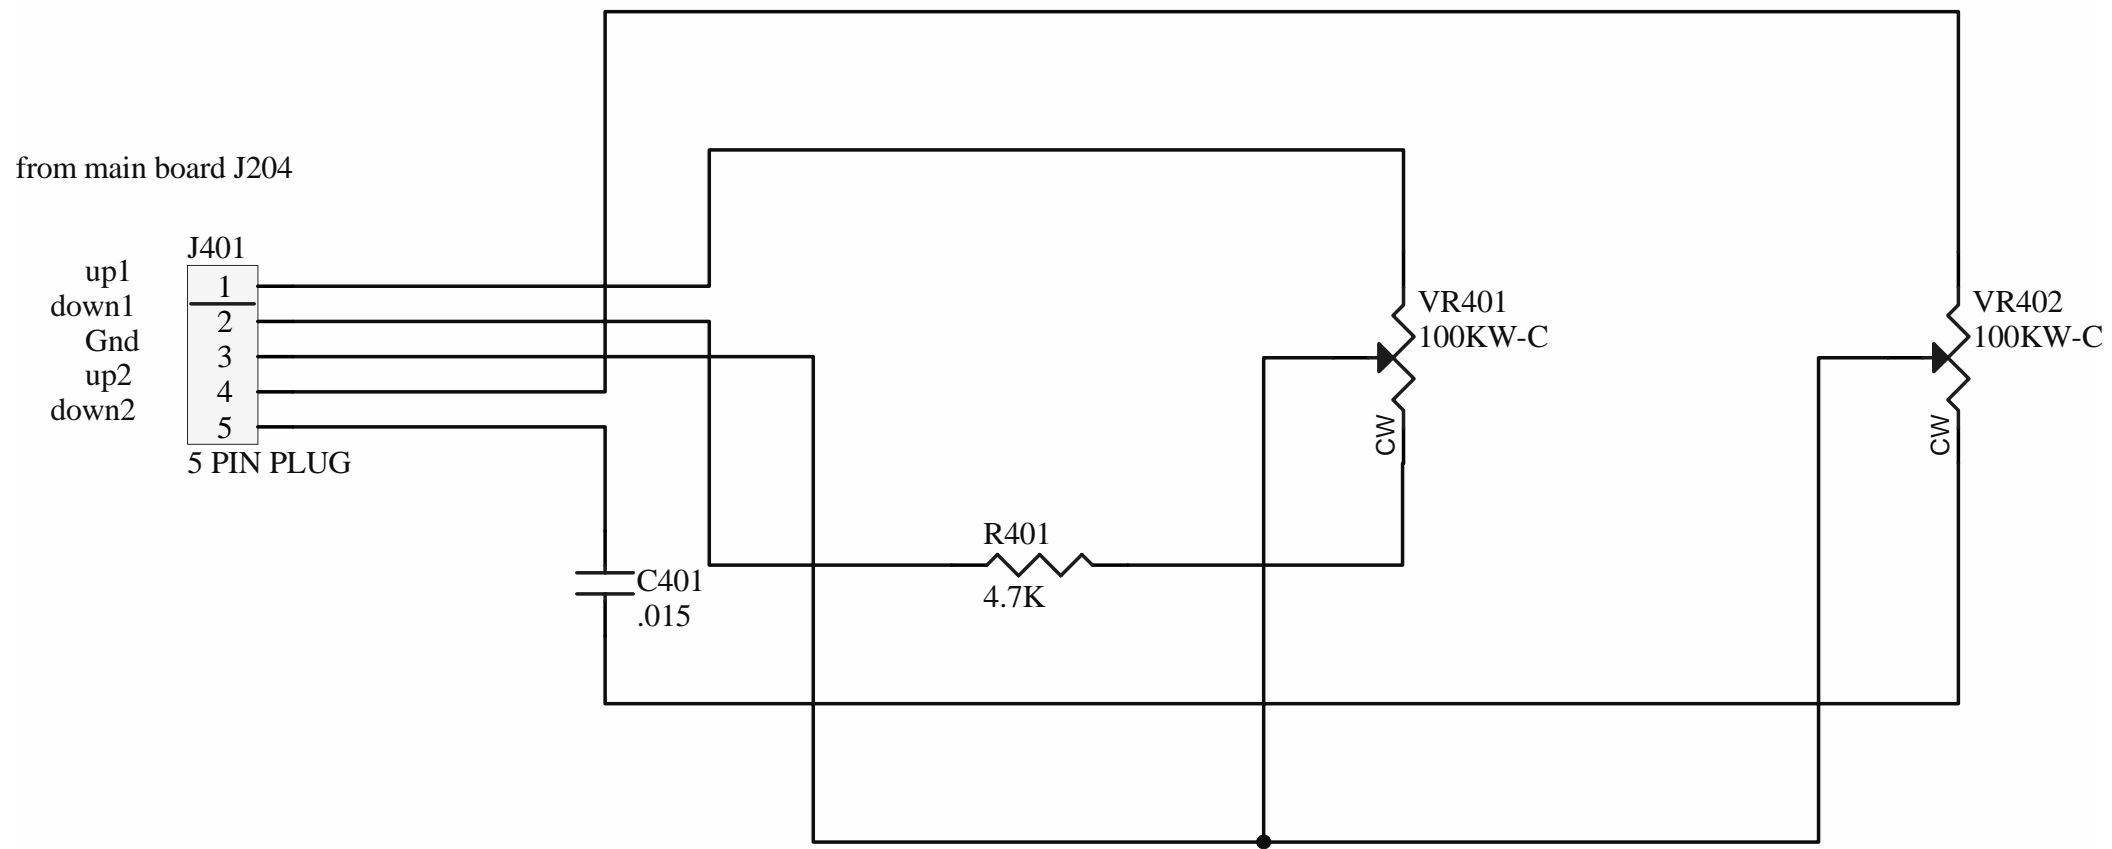 from main board J204
J401
up1
1
down1
2
Gnd
3
up2
4
down2
5
5 PIN PLUG
VR401
100KW-C
CW
VR402
100KW-C
CW
R401
4.7K
C401
.015